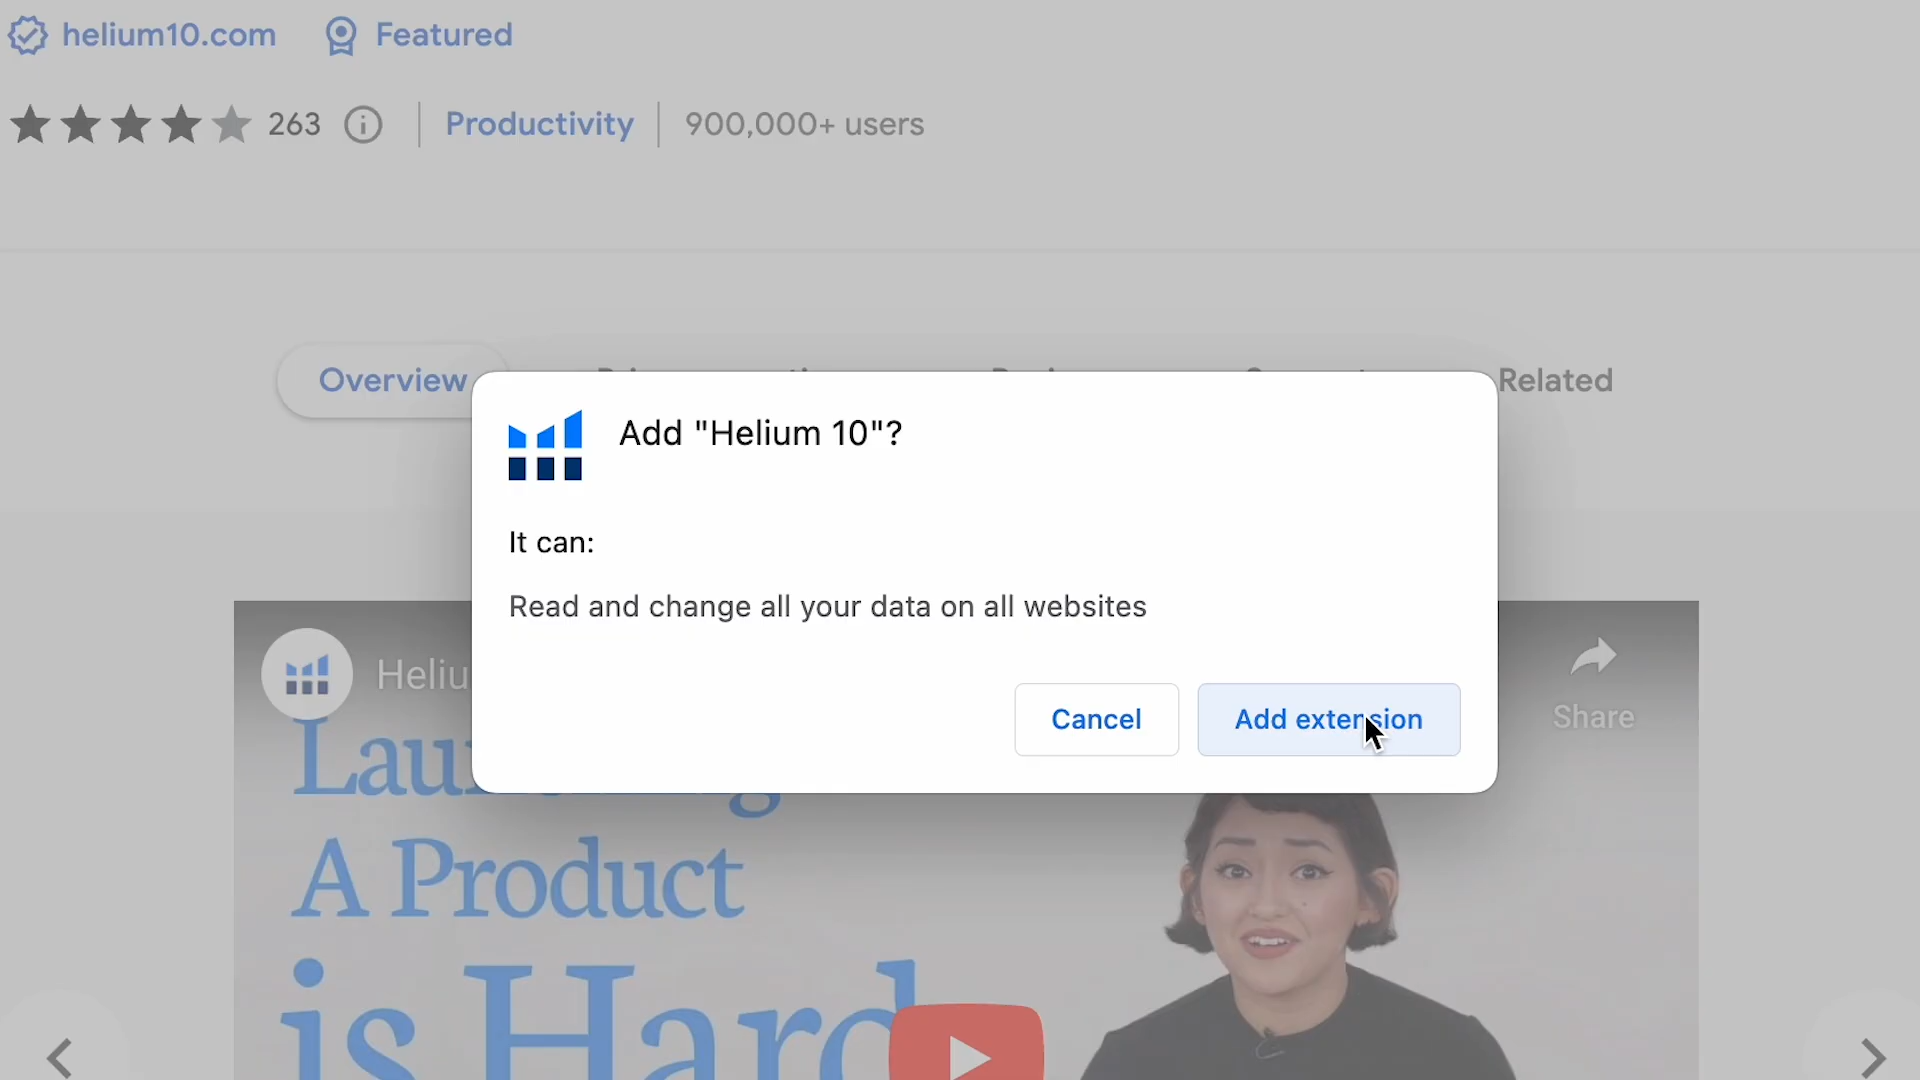 helium10.com Featured
263 Productivity 900,000+ users
Overview Related
Add "Helium 10"?
It can:
Read and change all your data on all websites
Cancel Add extension
Heliu
Share
A Product
is Hard